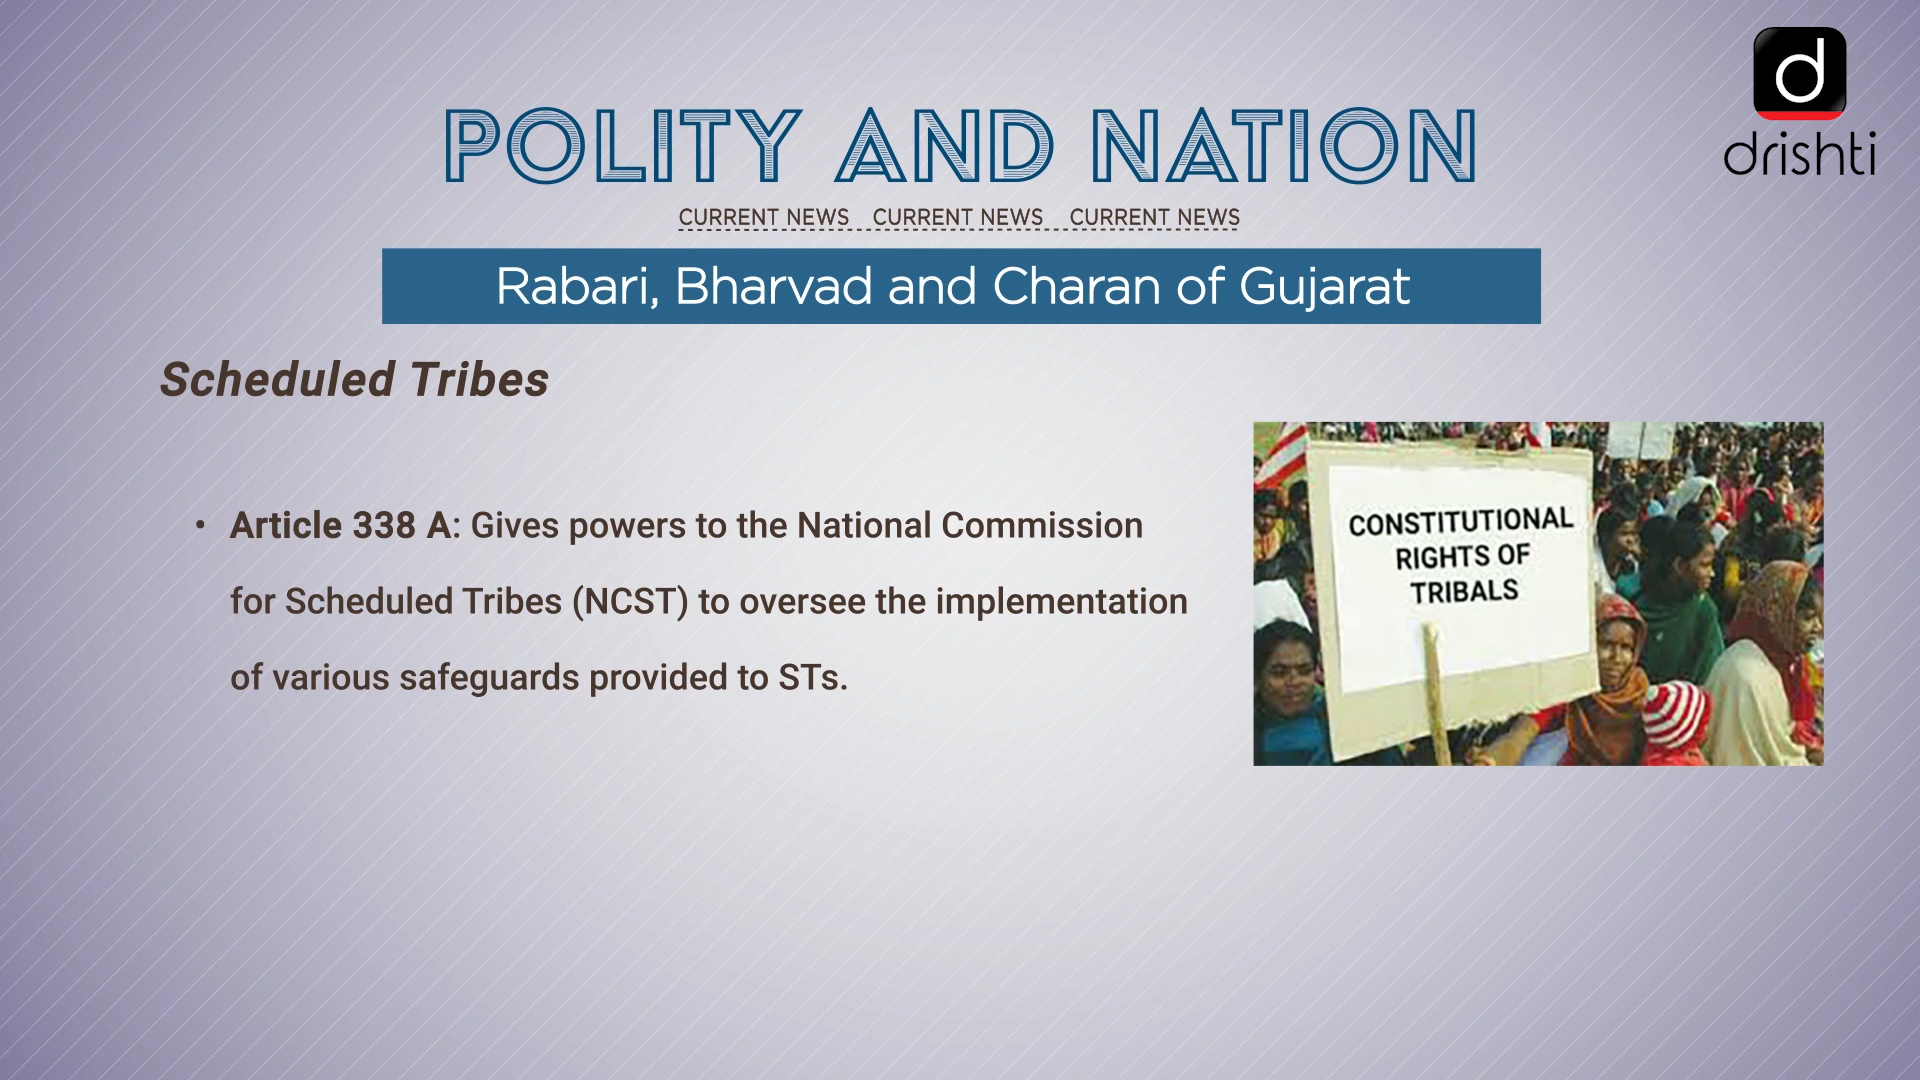 d
drishti
POLITY AND NATION
CURRENT NEWS CURRENT NEWS CURRENT NEWS
Rabari, Bharvad and Charan of Gujarat
Scheduled Tribes
• Article 338 A: Gives powers to the National Commission
for Scheduled Tribes (NCST) to oversee the implementation
of various safeguards provided to STs.
CONSTITUTIONAL
RIGHTS OF
TRIBALS